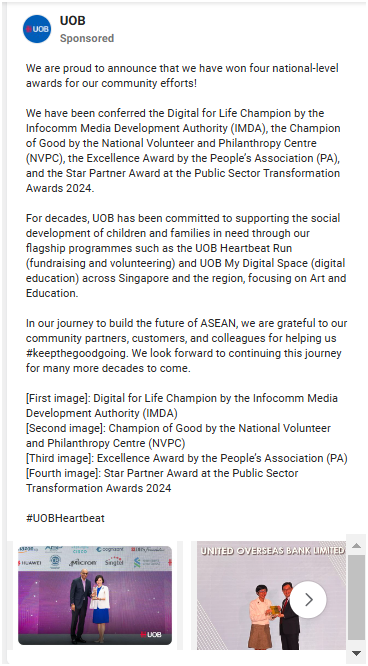 UOB
UOB
Sponsored
We are proud to announce that we have won four national-level
awards for our community efforts!
We have been conferred the Digital for Life Champion by the
Infocomm Media Development Authority (IMDA), the Champion
of Good by the National Volunteer and Philanthropy Centre
(NVPC), the Excellence Award by the People's Association (PA),
and the Star Partner Award at the Public Sector Transformation
Awards 2024.
For decades, UOB has been committed to supporting the social
development of children and families in need through our
flagship programmes such as the UOB Heartbeat Run
(fundraising and volunteering) and UOB My Digital Space (digital
education) across Singapore and the region, focusing on Art and
Education.
In our journey to build the future of ASEAN, we are grateful to our
community partners, customers, and colleagues for helping us
#keepthegoodgoing. We look forward to continuing this journey
for many more decades to come.
[First image]: Digital for Life Champion by the Infocomm Media
Development Authority (IMDA)
[Second image]: Champion of Good by the National Volunteer
and Philanthropy Centre (NVPC)
[Third image]: Excellence Award by the People's Association (PA)
[Fourth image]: Star Partner Award at the Public Sector
Transformation Awards 2024
#UOBHeartbeat
cognizant
HUAWEI
Micron
Singtel
UOB
UNITED OVERSEAS BANK LIMITED